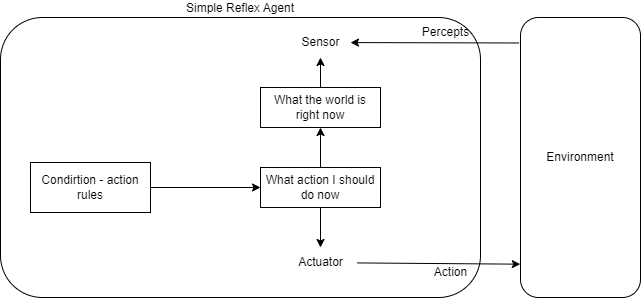 Simple Reflex Agent
Sensor
Percepts
What the world is
right now
Environment
Condirtion - action
rules
What action I should
do now
Actuator
Action